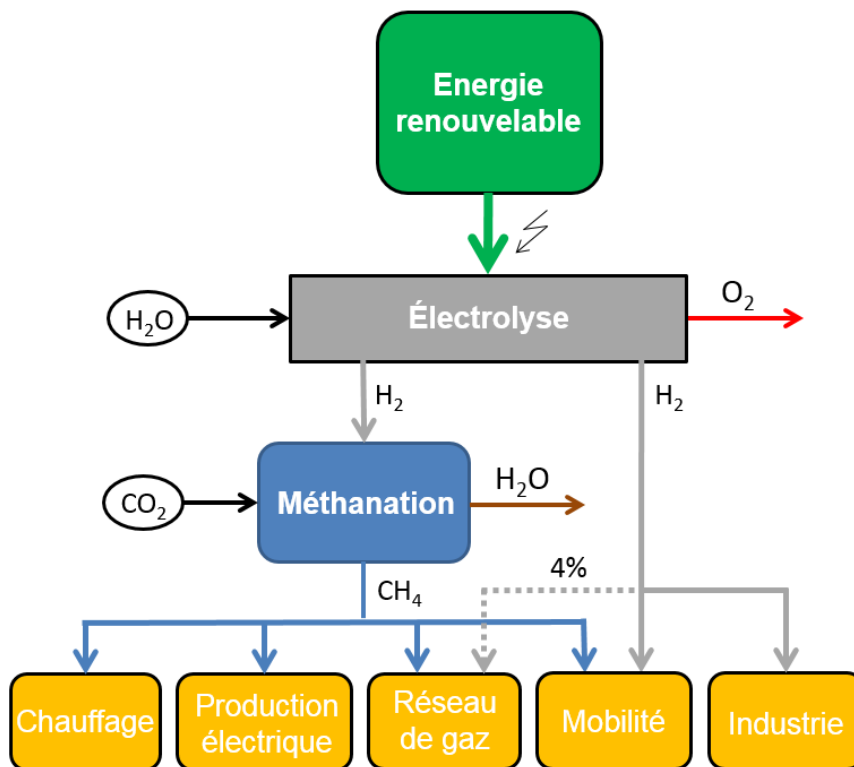 Energie
renouvelable
H₂O
Électrolyse
O₂
H₂
H₂
CO₂
Méthanation
H₂O
4%
CH₄
Chauffage
Production
électrique
Réseau
de gaz
Mobilité
Industrie